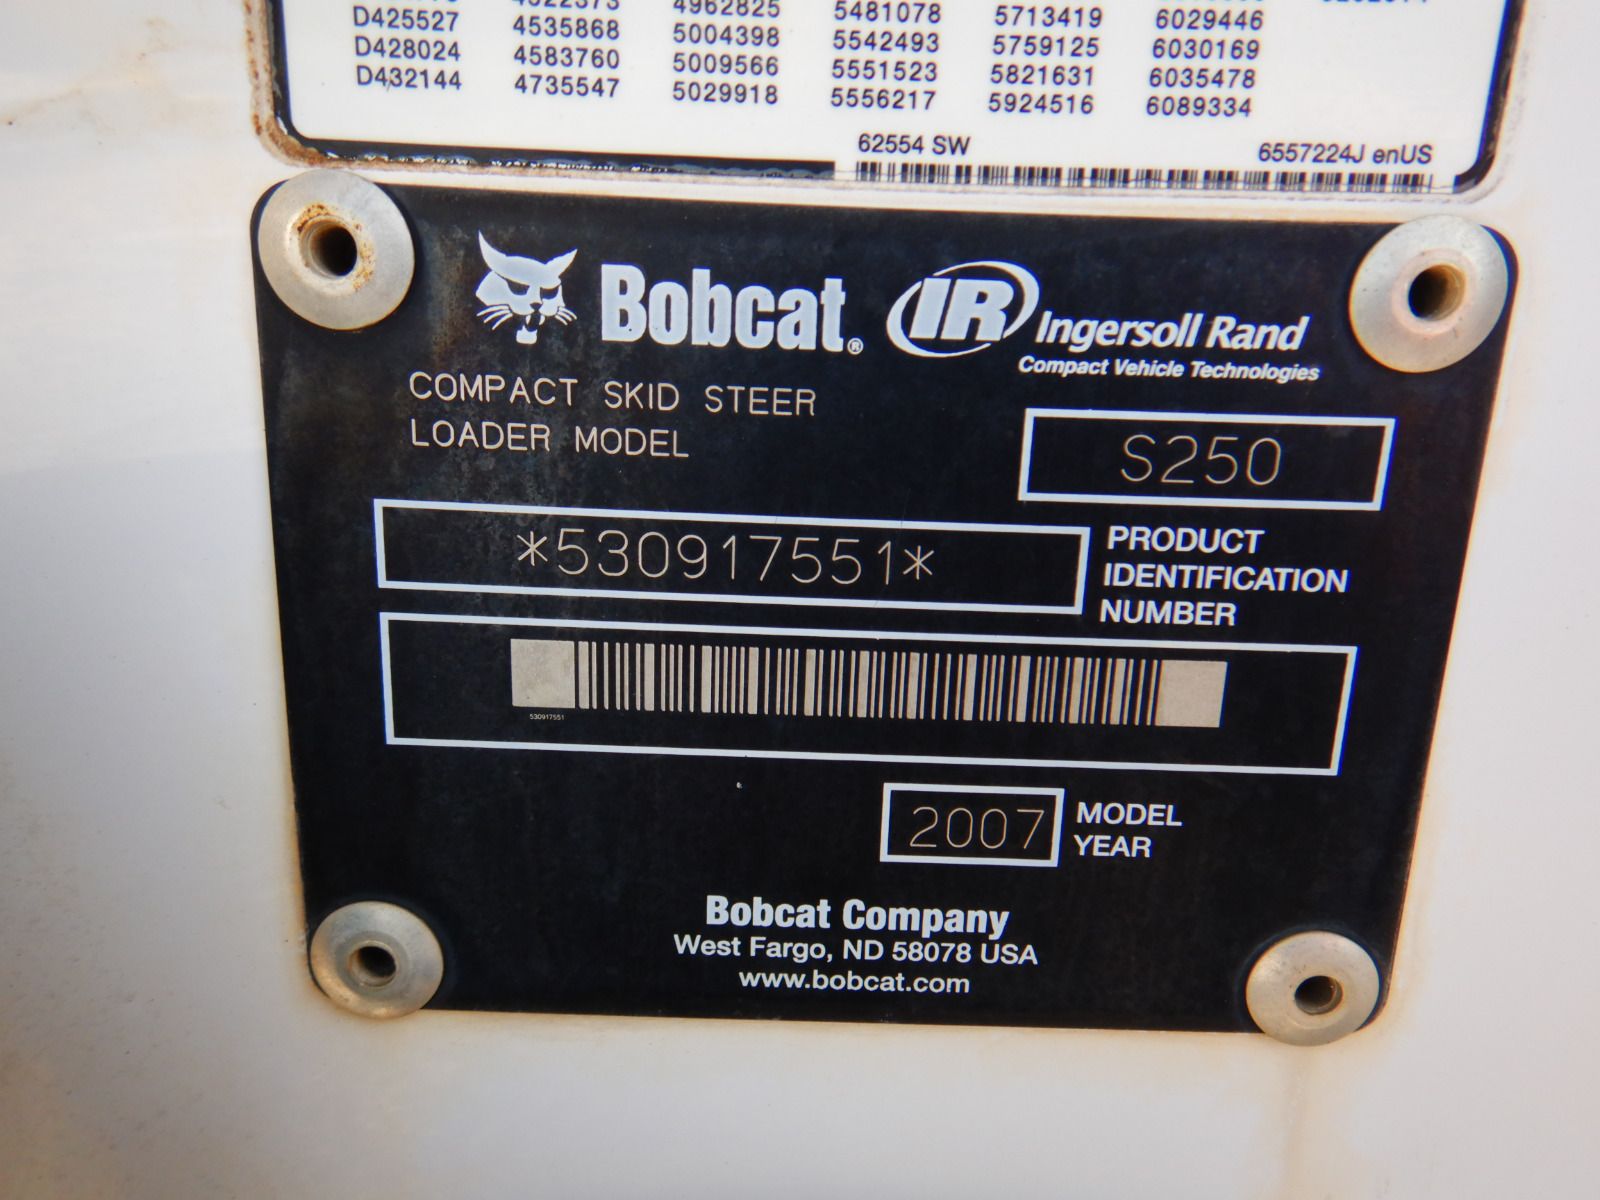 D425527 4535868 4962825 5481078 5713419 6029446
D428024 4583760 5004398 5542493 5759125 6030169
D432144 4735547 5009566 5551523 5821631 6035478
5029918 5556217 5924516 6089334
62554 SW
6557224J enUS
Bobcat®
IR Ingersoll Rand
Compact Vehicle Technologies
COMPACT SKID STEER
LOADER MODEL
S250
*530917551*
PRODUCT
IDENTIFICATION
NUMBER
530917551
2007
MODEL
YEAR
Bobcat Company
West Fargo, ND 58078 USA
www.bobcat.com